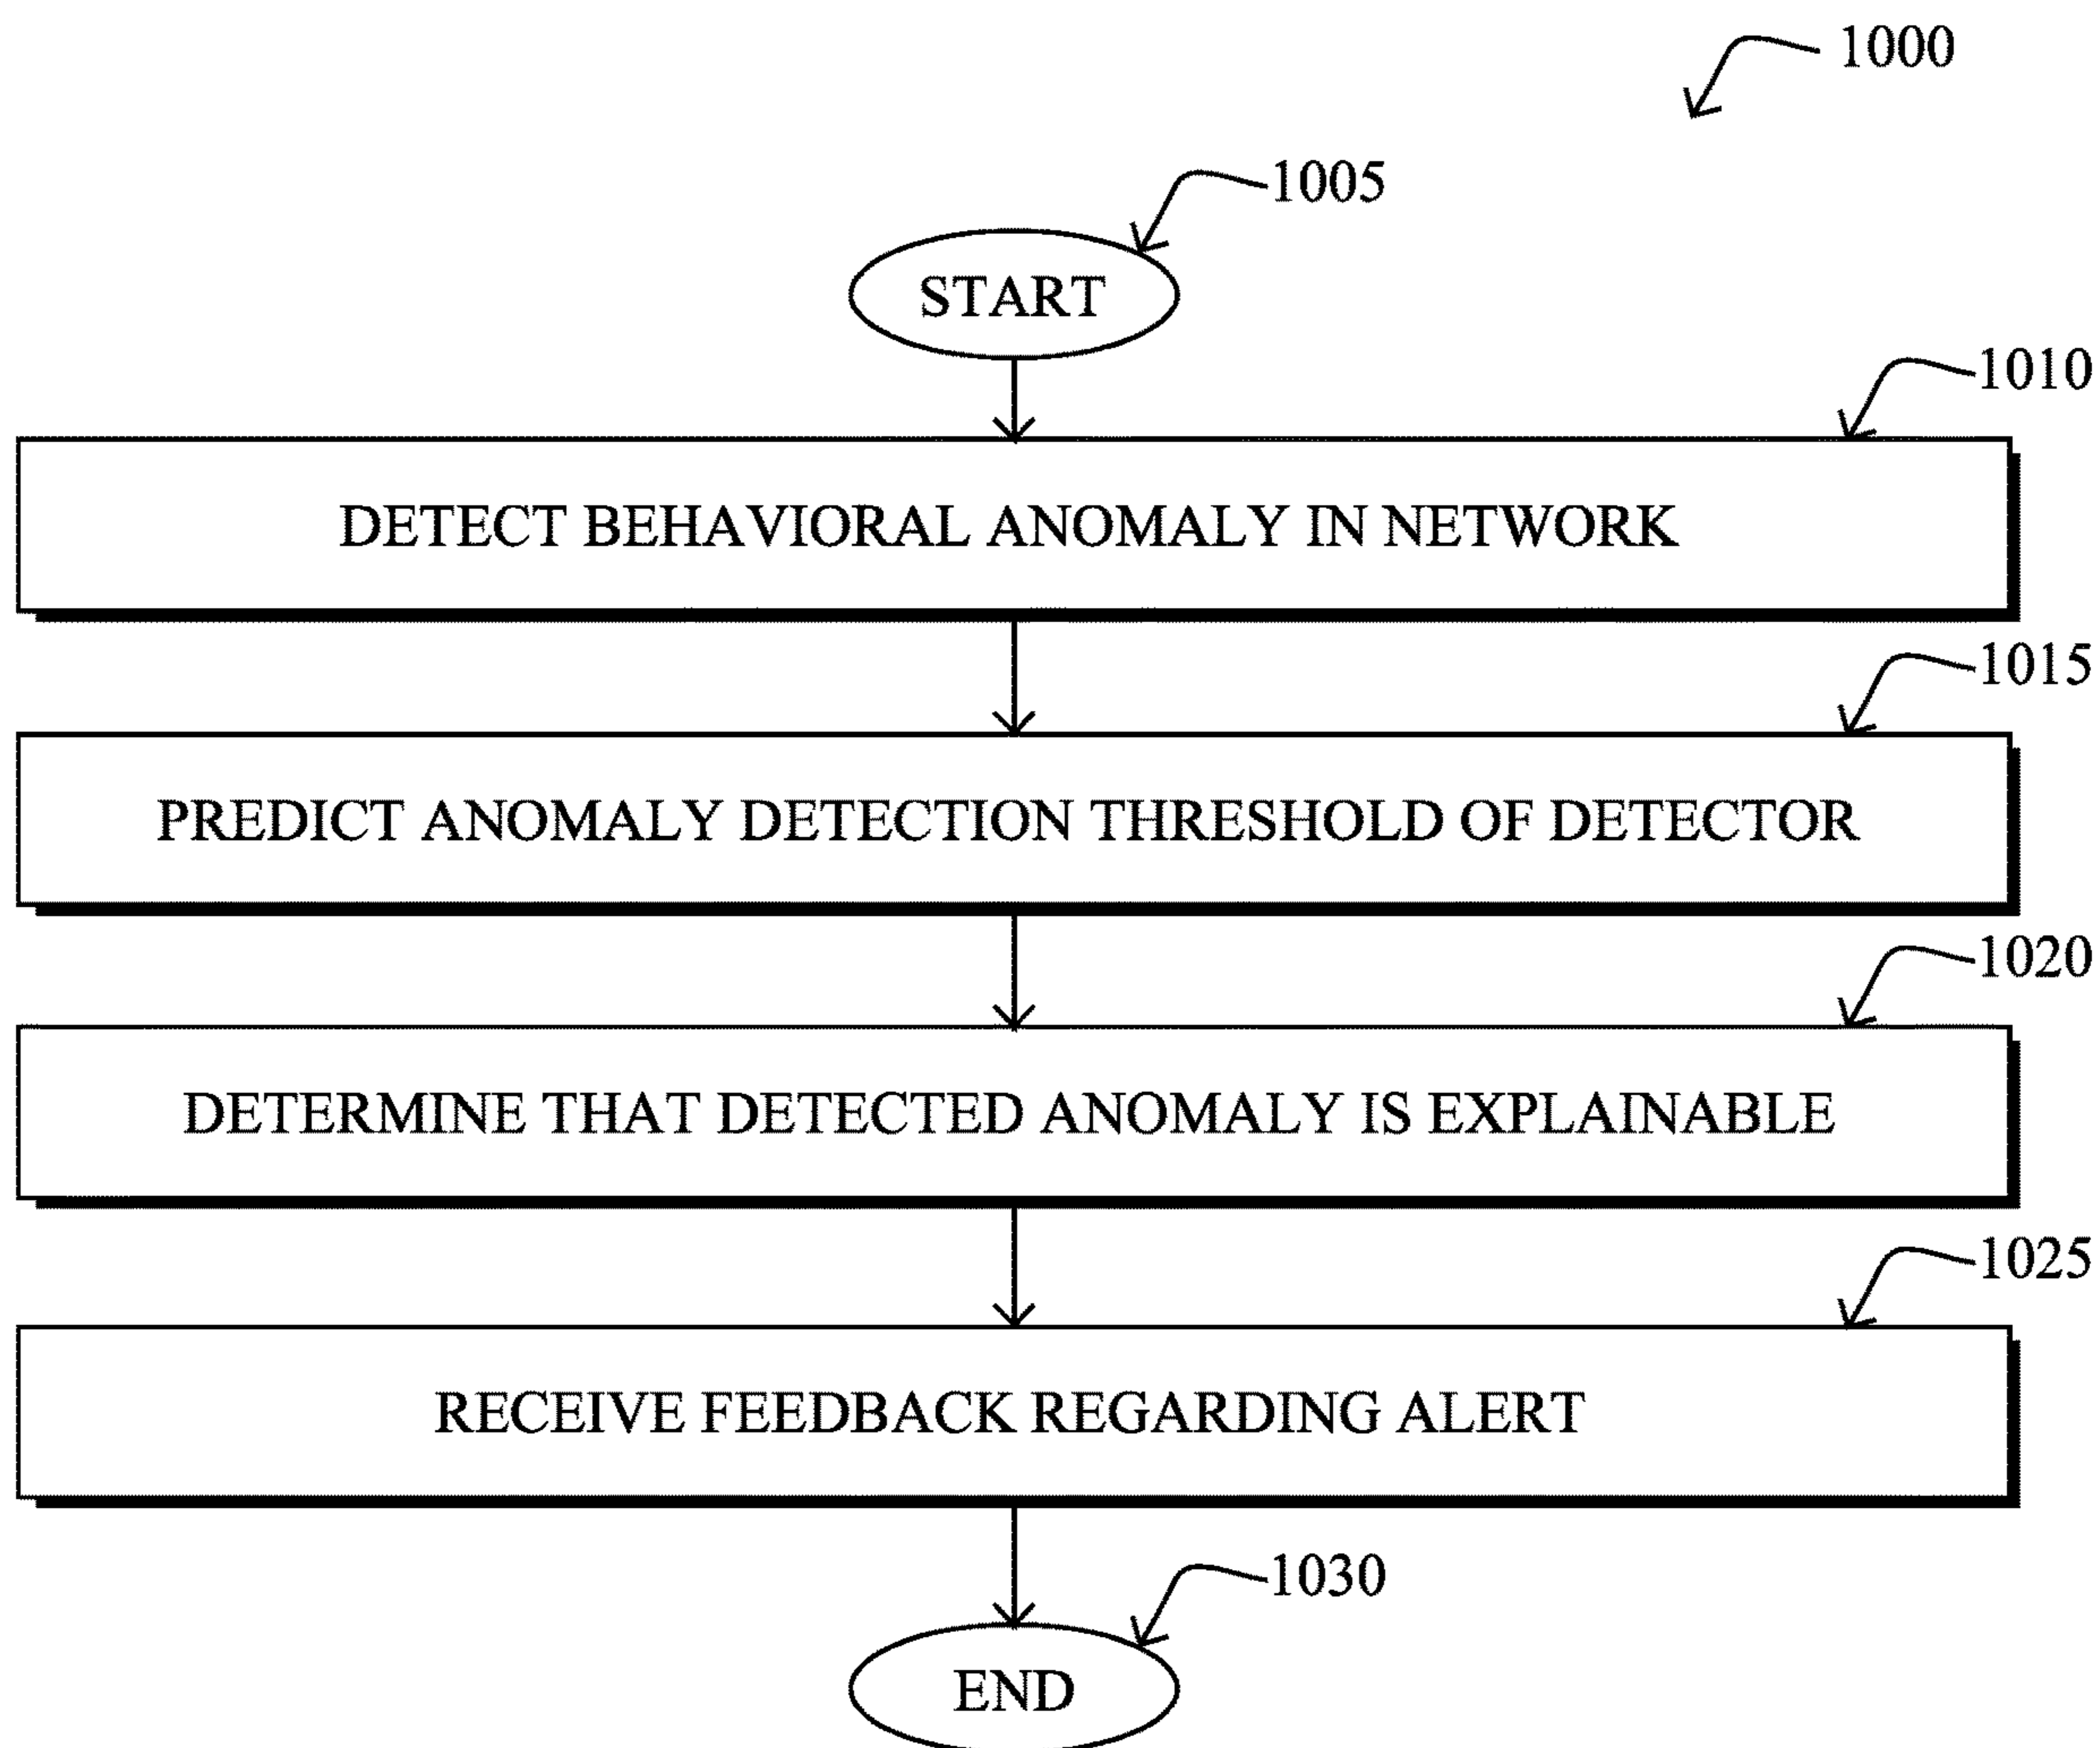 1000
1005
START
1010
DETECT BEHAVIORAL ANOMALY IN NETWORK
1015
PREDICT ANOMALY DETECTION THRESHOLD OF DETECTOR
1020
DETERMINE THAT DETECTED ANOMALY IS EXPLAINABLE
1025
RECEIVE FEEDBACK REGARDING ALERT
1030
END